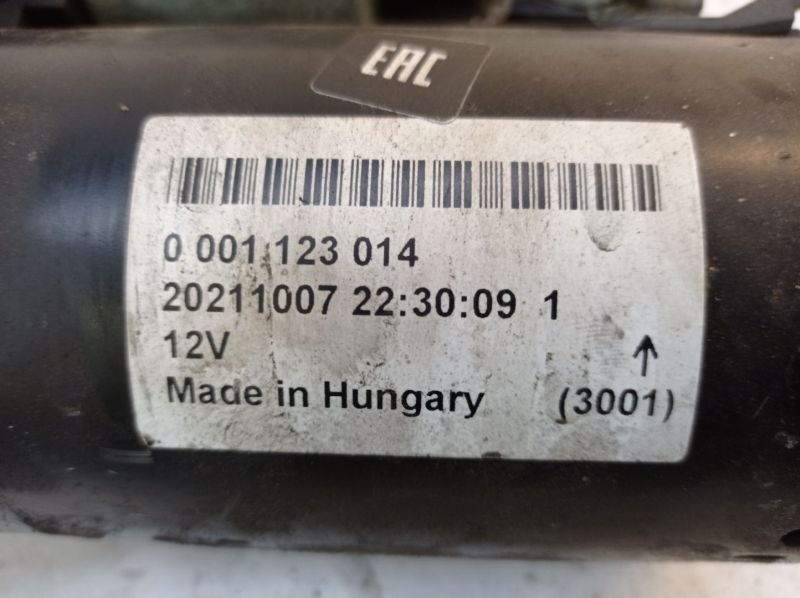 EAC
0 001 123 014
20211007 22:30:09 1
12V ↑
Made in Hungary (3001)